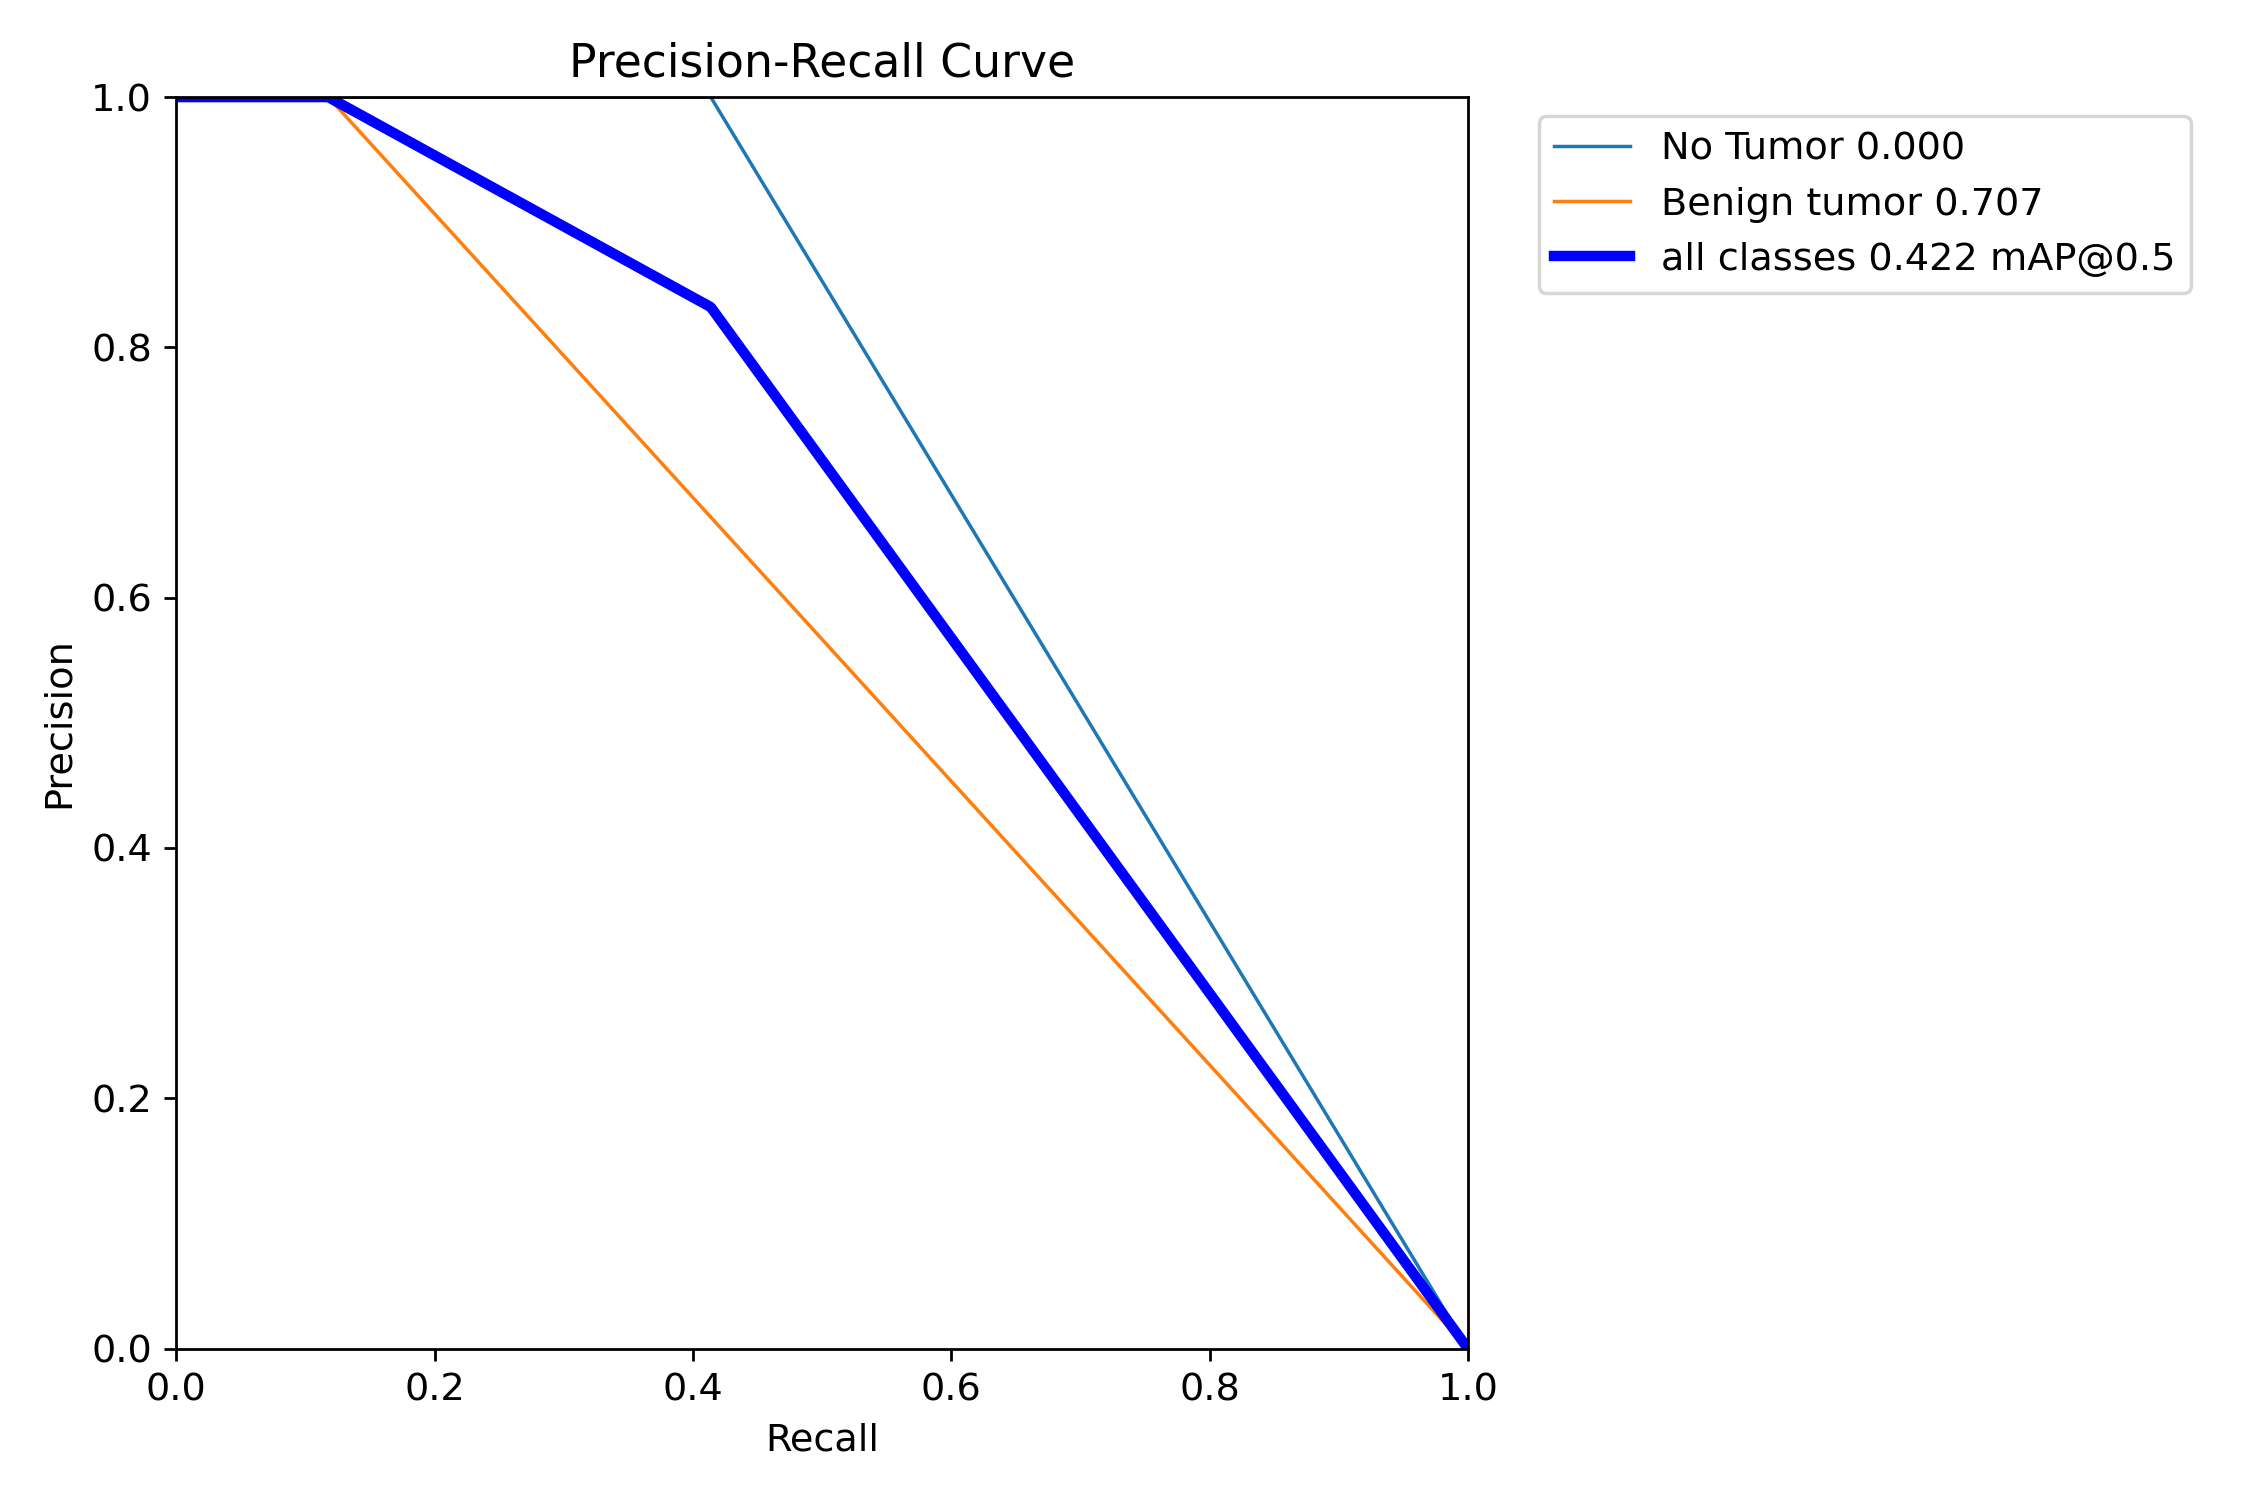 Precision-Recall Curve
1.0
0.8
0.6
0.4
0.2
0.0
Precision
0.0 0.2 0.4 0.6 0.8 1.0
Recall
No Tumor 0.000
Benign tumor 0.707
all classes 0.422 mAP@0.5